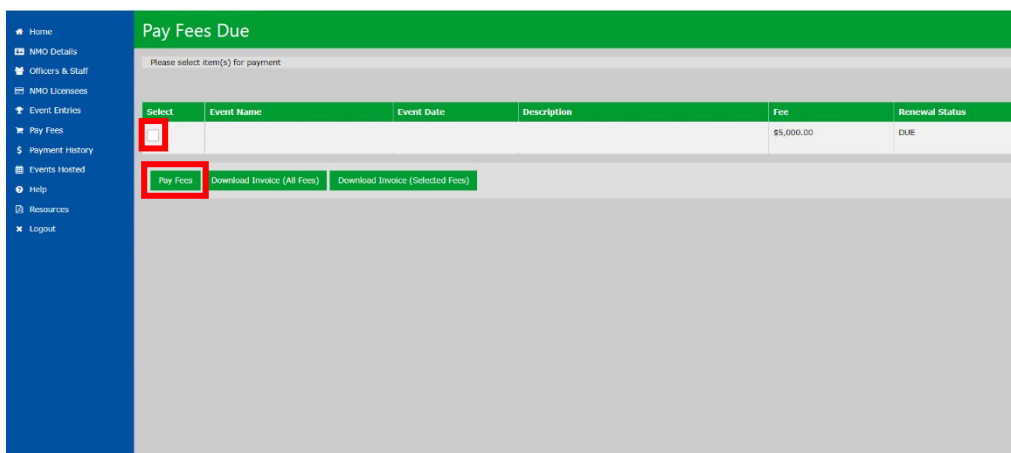 Home
NMO Details
Officers & Staff
NMO Licensees
Event Entries
Pay Fees
$ Payment History
Events Hosted
Help
Resources
Logout
Pay Fees Due
Please select item(s) for payment
Select Event Name Event Date Description Fee Renewal Status
$5,000.00 DUE
Pay Fees Download Invoice (All Fees) Download Invoice (Selected Fees)